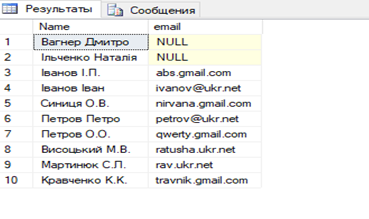 Результаты Сообщения
Name email
1 Вагнер Дмитро NULL
2 Ільченко Наталія NULL
3 Іванов І.П. abs.gmail.com
4 Іванов Іван ivanov@ukr.net
5 Синиця О.В. nirvana.gmail.com
6 Петров Петро petrov@ukr.net
7 Петров О.О. qwerty.gmail.com
8 Висоцький М.В. ratusha.ukr.net
9 Мартинюк С.Л. rav.ukr.net
10 Кравченко К.К. travnik.gmail.com